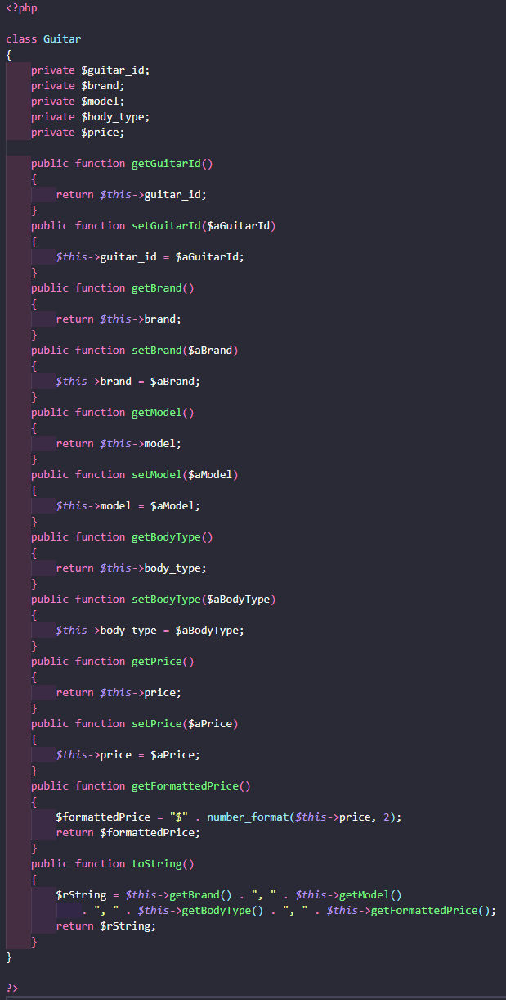 <?php

class Guitar
{
    private $guitar_id;
    private $brand;
    private $model;
    private $body_type;
    private $price;

    public function getGuitarId()
    {
        return $this->guitar_id;
    }
    public function setGuitarId($aGuitarId)
    {
        $this->guitar_id = $aGuitarId;
    }
    public function getBrand()
    {
        return $this->brand;
    }
    public function setBrand($aBrand)
    {
        $this->brand = $aBrand;
    }
    public function getModel()
    {
        return $this->model;
    }
    public function setModel($aModel)
    {
        $this->model = $aModel;
    }
    public function getBodyType()
    {
        return $this->body_type;
    }
    public function setBodyType($aBodyType)
    {
        $this->body_type = $aBodyType;
    }
    public function getPrice()
    {
        return $this->price;
    }
    public function setPrice($aPrice)
    {
        $this->price = $aPrice;
    }
    public function getFormattedPrice()
    {
        $formattedPrice = "$" . number_format($this->price, 2);
        return $formattedPrice;
    }
    public function toString()
    {
        $rString = $this->getBrand() . ", " . $this->getModel()
            . ", " . $this->getBodyType() . ", " . $this->getFormattedPrice();
        return $rString;
    }
}

?>